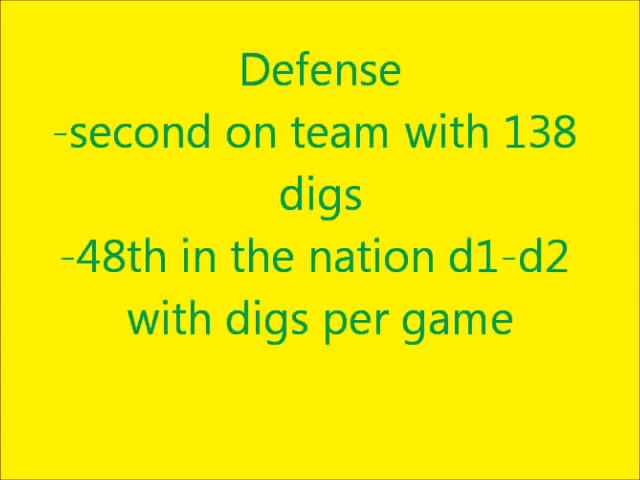 Defense
-second on team with 138
digs
-48th in the nation d1-d2
with digs per game